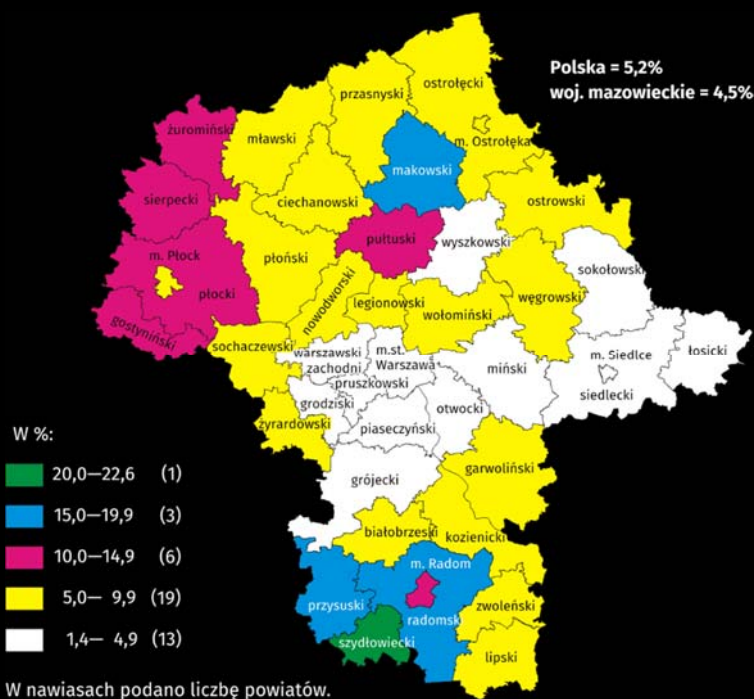 Polska = 5,2%
woj. mazowieckie = 4,5%
ostrołęcki
przasnyski
żuromiński
mławski
m. Ostrołęka
makowski
ciechanowski
sierpecki
ostrowski
pułtuski
wyszkowski
m. Płock
płoński
sokołowski
płocki
nowodworski
legionowski
wołomiński
węgrowski
gostyniński
sochaczewski
warszawski
zachodni
m.st.
Warszawa
miński
m. Siedlce
łosicki
pruszkowski
siedlecki
grodziski
otwocki
żyrardowski
piaseczyński
garwoliński
grójecki
białobrzeski
kozienicki
m. Radom
przysuski
radomski
zwoleński
szydłowiecki
lipski
W %:
20,0—22,6 (1)
15,0—19,9 (3)
10,0—14,9 (6)
5,0— 9,9 (19)
1,4— 4,9 (13)
W nawiasach podano liczbę powiatów.